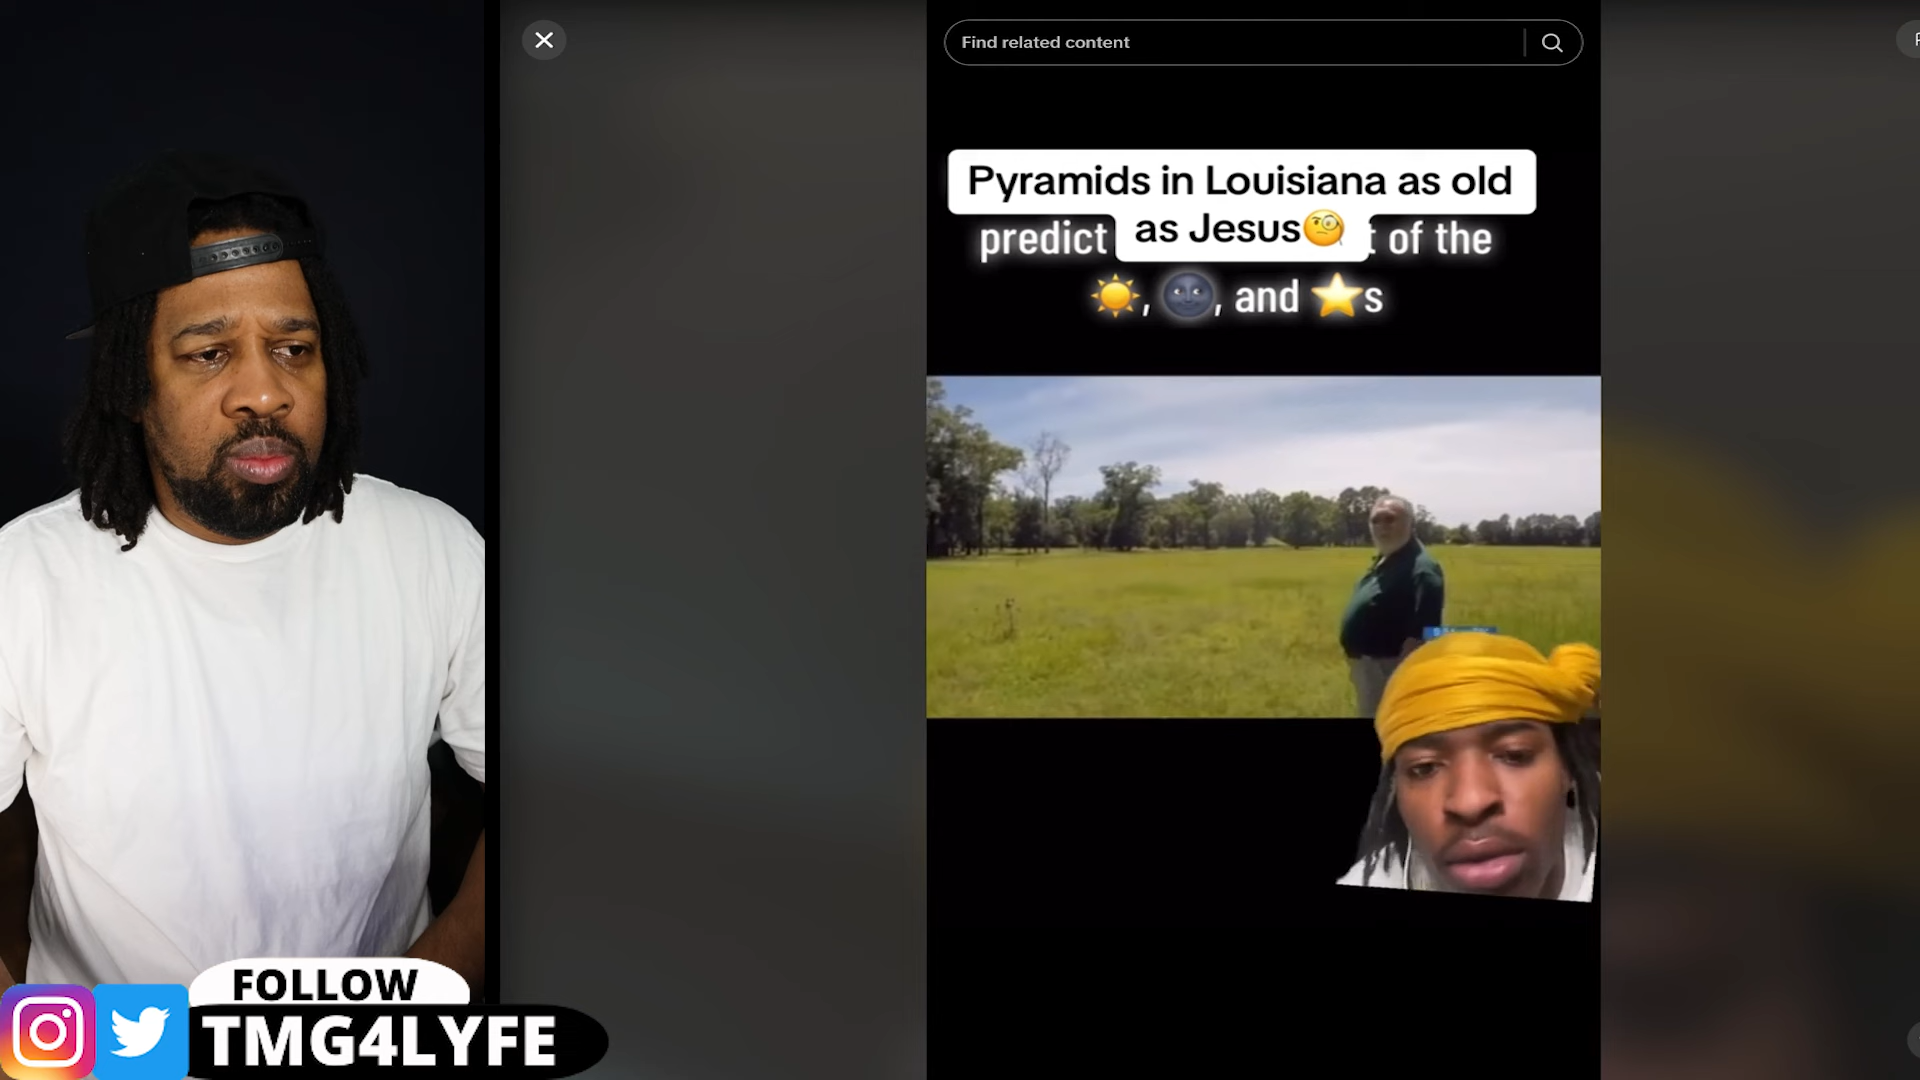 Find related content
Pyramids in Louisiana as old
as Jesus🧐
predict t of the
☀️, 🌚, and ⭐s
FOLLOW
TMG4LYFE